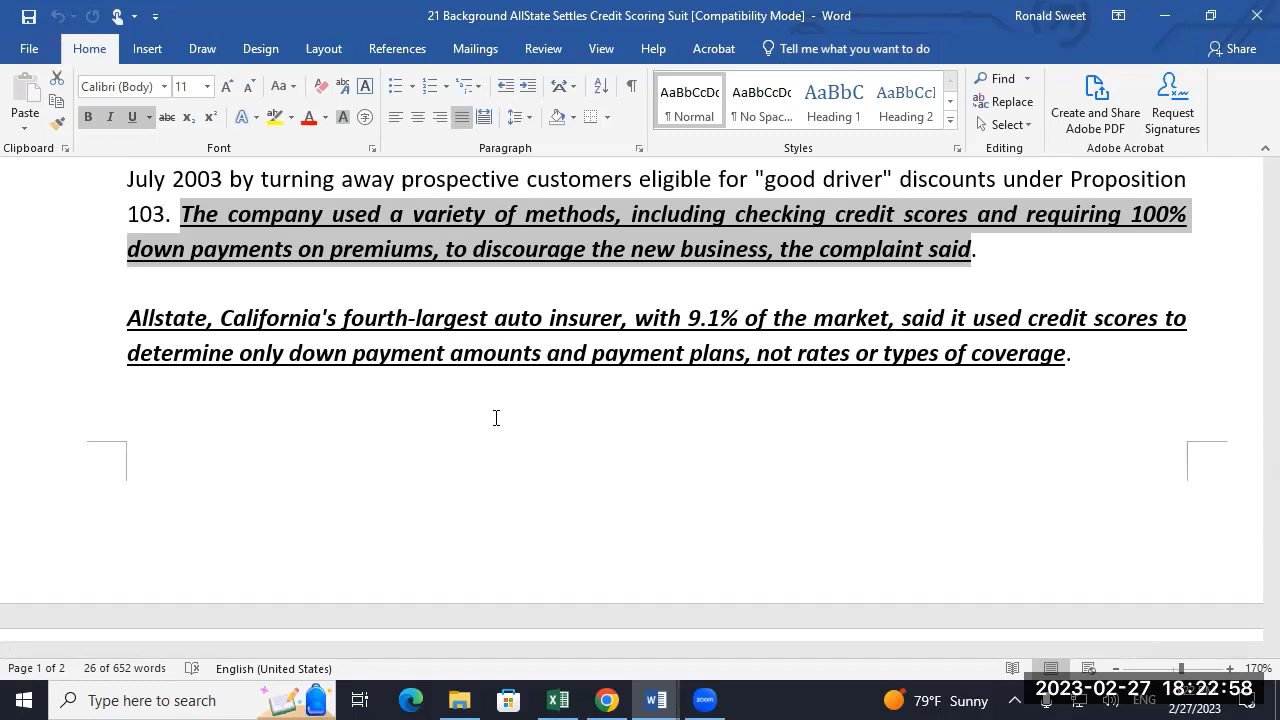 21 Background AllState Settles Credit Scoring Suit [Compatibility Mode] - Word
Ronald Sweet
File Home Insert Draw Design Layout References Mailings Review View Help Acrobat Tell me what you want to do Share
Paste
Calibri (Body) 11
AaBbCcDc AaBbCcDc AaBbC AaBbCcI
¶ Normal ¶ No Spac... Heading 1 Heading 2
Find
Replace
Select
Create and Share Adobe PDF
Request Signatures
Clipboard Font Paragraph Styles Editing Adobe Acrobat
July 2003 by turning away prospective customers eligible for "good driver" discounts under Proposition
103. The company used a variety of methods, including checking credit scores and requiring 100%
down payments on premiums, to discourage the new business, the complaint said.
Allstate, California's fourth-largest auto insurer, with 9.1% of the market, said it used credit scores to
determine only down payment amounts and payment plans, not rates or types of coverage.
Page 1 of 2 26 of 652 words English (United States) 170%
Type here to search
zoom
79°F Sunny
ENG
2023-02-27 18:22:58
2/27/2023